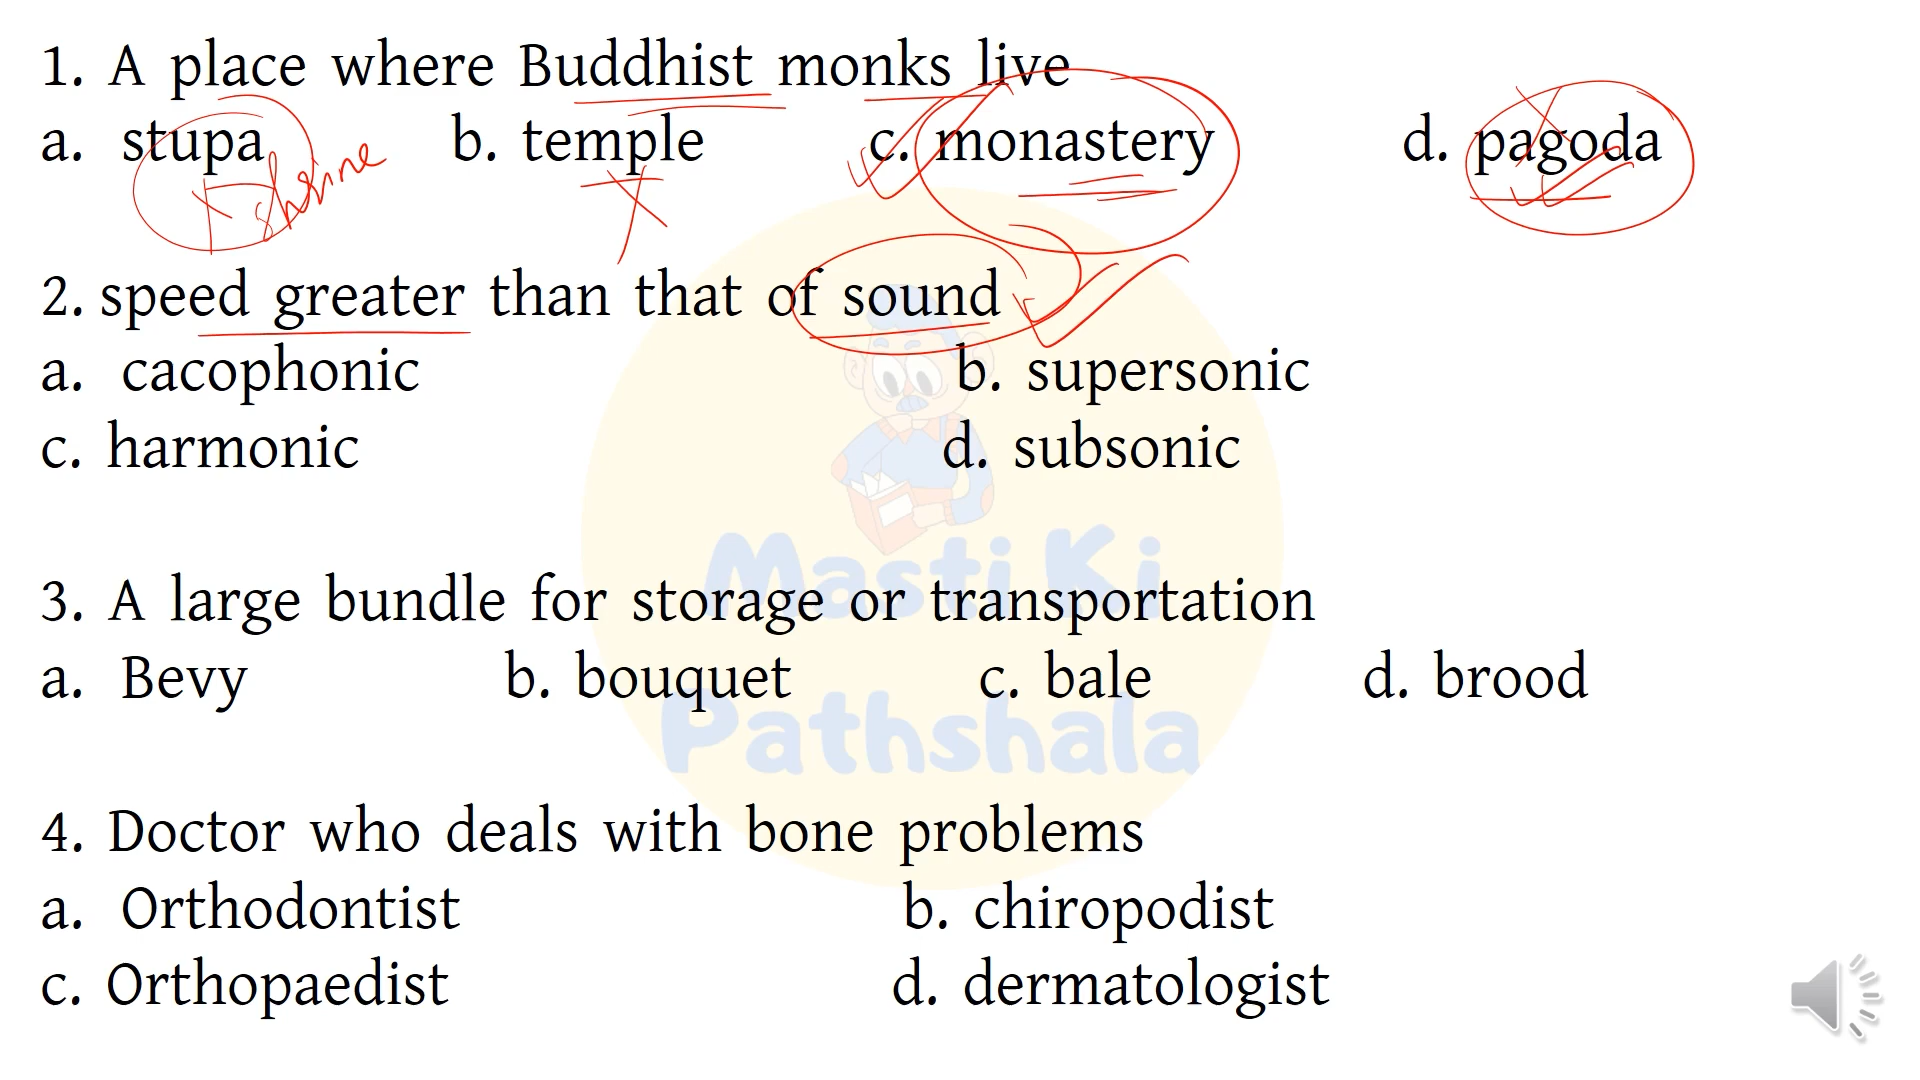 1. A place where Buddhist monks live
a. stupa b. temple c. monastery d. pagoda
shrine
2. speed greater than that of sound
a. cacophonic b. supersonic
c. harmonic d. subsonic
3. A large bundle for storage or transportation
a. Bevy b. bouquet c. bale d. brood
4. Doctor who deals with bone problems
a. Orthodontist b. chiropodist
c. Orthopaedist d. dermatologist
Masti Ki
Pathshala